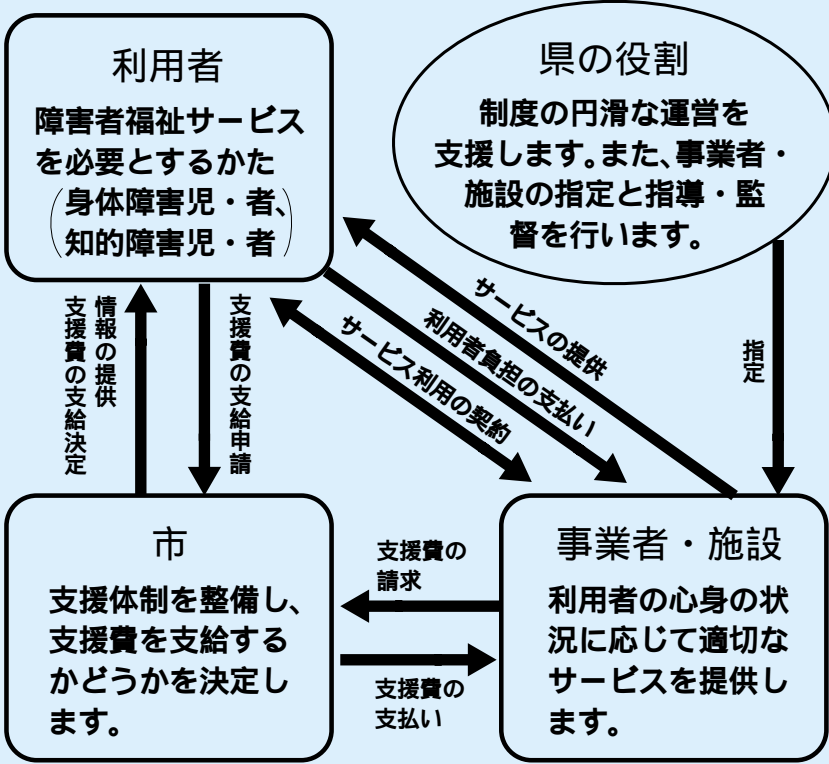 利用者
障害者福祉サービス
を必要とするかた
(身体障害児・者、
知的障害児・者)
県の役割
制度の円滑な運営を
支援します。また、事業者・
施設の指定と指導・監
督を行います。
情報の提供
支援費の支給決定
支援費の支給申請
サービスの提供
利用者負担の支払い
サービス利用の契約
指定
市
支援体制を整備し、
支援費を支給する
かどうかを決定し
ます。
支援費の
請求
支援費の
支払い
事業者・施設
利用者の心身の状
況に応じて適切な
サービスを提供し
ます。